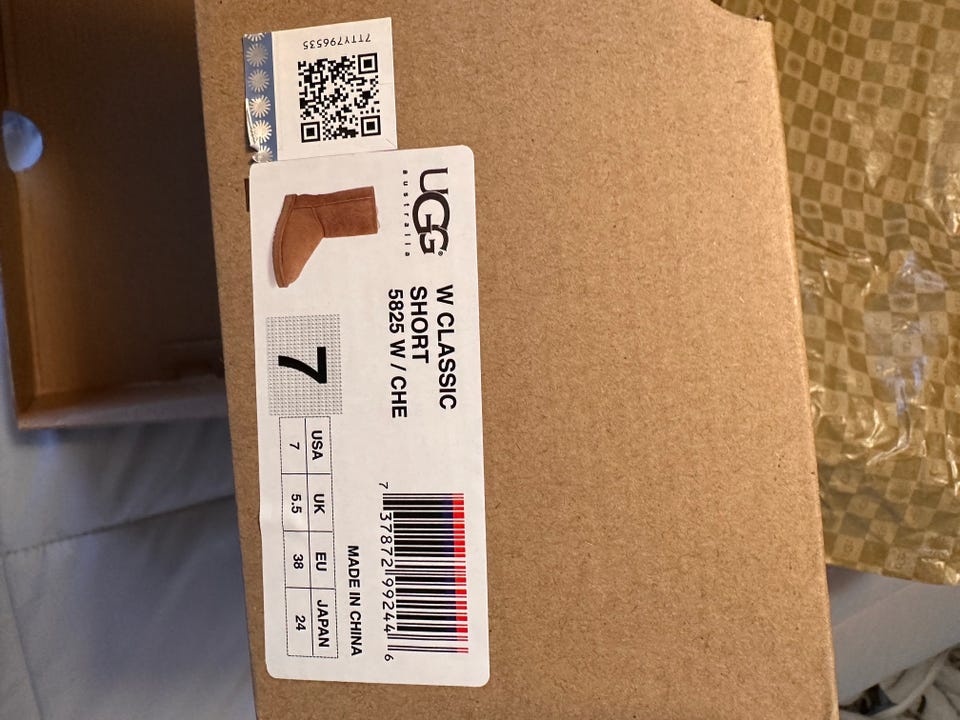 7TTY796535
UGG®
australia
W CLASSIC
SHORT
5825 W / CHE
7
USA UK EU JAPAN
7 5.5 38 24
7 37872 99244 6
MADE IN CHINA